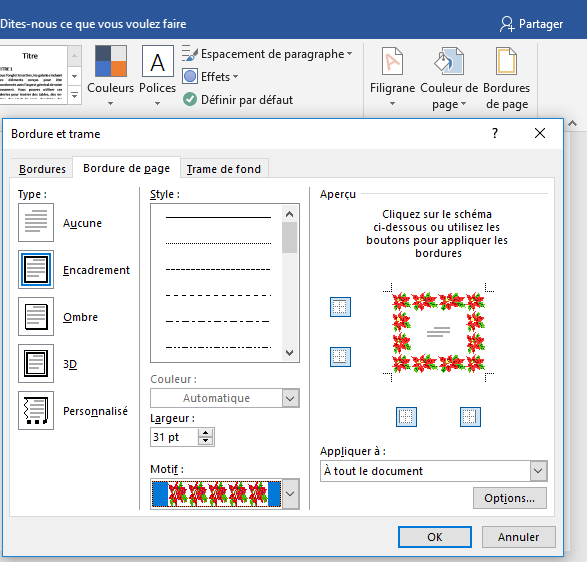 Dites-nous ce que vous voulez faire
Partager
Titre
TITRE 1
Couleurs
A
Polices
Espacement de paragraphe
Effets
Définir par défaut
A
Filigrane
Couleur de
page
Bordures
de page
Bordure et trame
?
Bordures
Bordure de page
Trame de fond
Type :
Aucune
Encadrement
Ombre
3D
Personnalisé
Style :
Couleur :
Automatique
Largeur :
31 pt
Motif :
Aperçu
Cliquez sur le schéma
ci-dessous ou utilisez les
boutons pour appliquer les
bordures
Appliquer à :
À tout le document
Options...
OK
Annuler